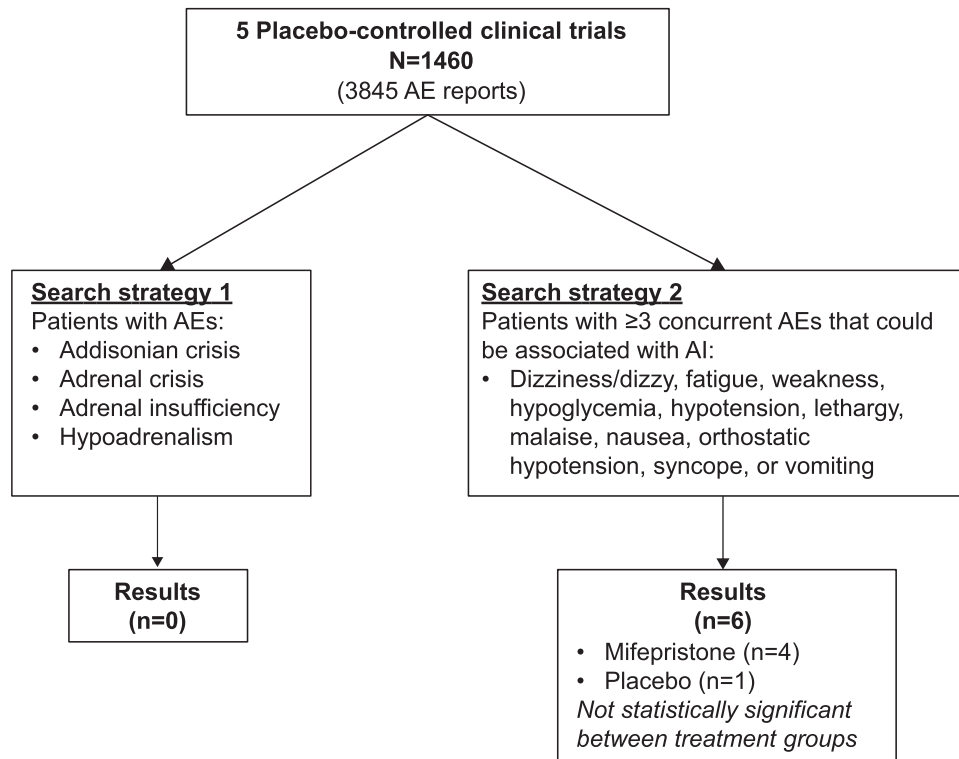 5 Placebo-controlled clinical trials
N=1460
(3845 AE reports)
Search strategy 1
Patients with AEs:
• Addisonian crisis
• Adrenal crisis
• Adrenal insufficiency
• Hypoadrenalism
Search strategy 2
Patients with ≥3 concurrent AEs that could
be associated with AI:
• Dizziness/dizzy, fatigue, weakness,
hypoglycemia, hypotension, lethargy,
malaise, nausea, orthostatic
hypotension, syncope, or vomiting
Results
(n=0)
Results
(n=6)
• Mifepristone (n=4)
• Placebo (n=1)
Not statistically significant
between treatment groups